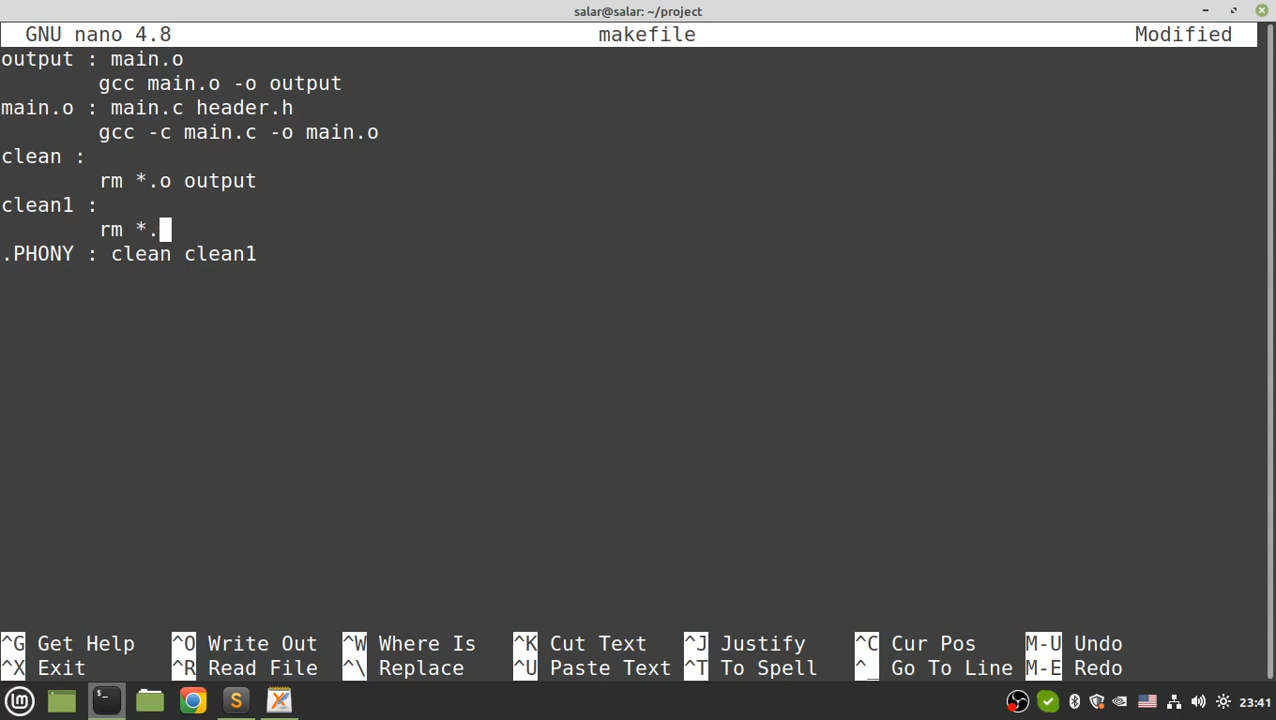 salar@salar: ~/project
GNU nano 4.8 makefile Modified
output : main.o
gcc main.o -o output
main.o : main.c header.h
gcc -c main.c -o main.o
clean :
rm *.o output
clean1 :
rm *.
.PHONY : clean clean1
^G Get Help ^O Write Out ^W Where Is ^K Cut Text ^J Justify ^C Cur Pos M-U Undo
^X Exit ^R Read File ^\ Replace ^U Paste Text ^T To Spell ^_ Go To Line M-E Redo
23:41